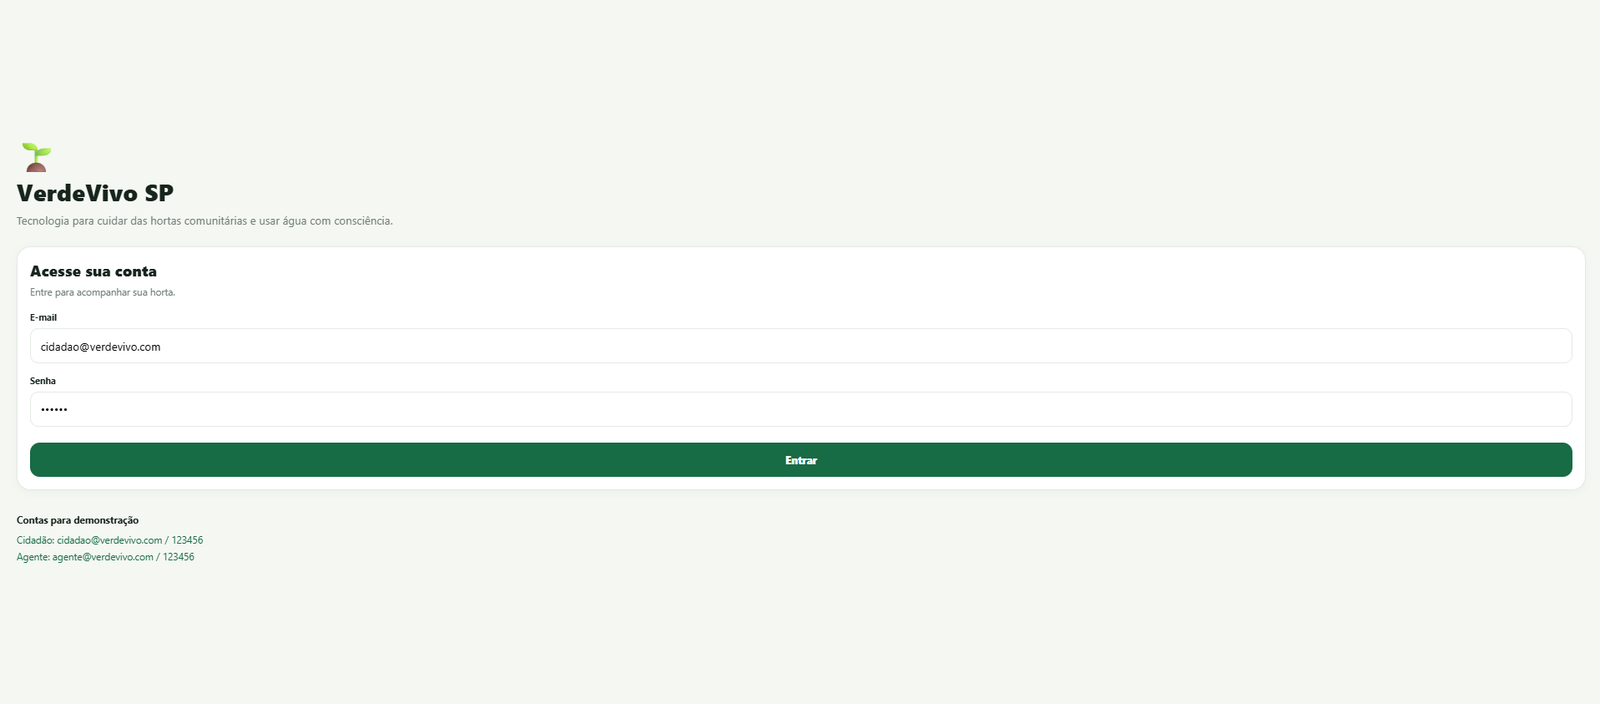 VerdeVivo SP
Tecnologia para cuidar das hortas comunitárias e usar água com consciência.
Acesse sua conta
Entre para acompanhar sua horta.
E-mail
cidadao@verdevivo.com
Senha
••••••
Entrar
Contas para demonstração
Cidadão: cidadao@verdevivo.com / 123456
Agente: agente@verdevivo.com / 123456